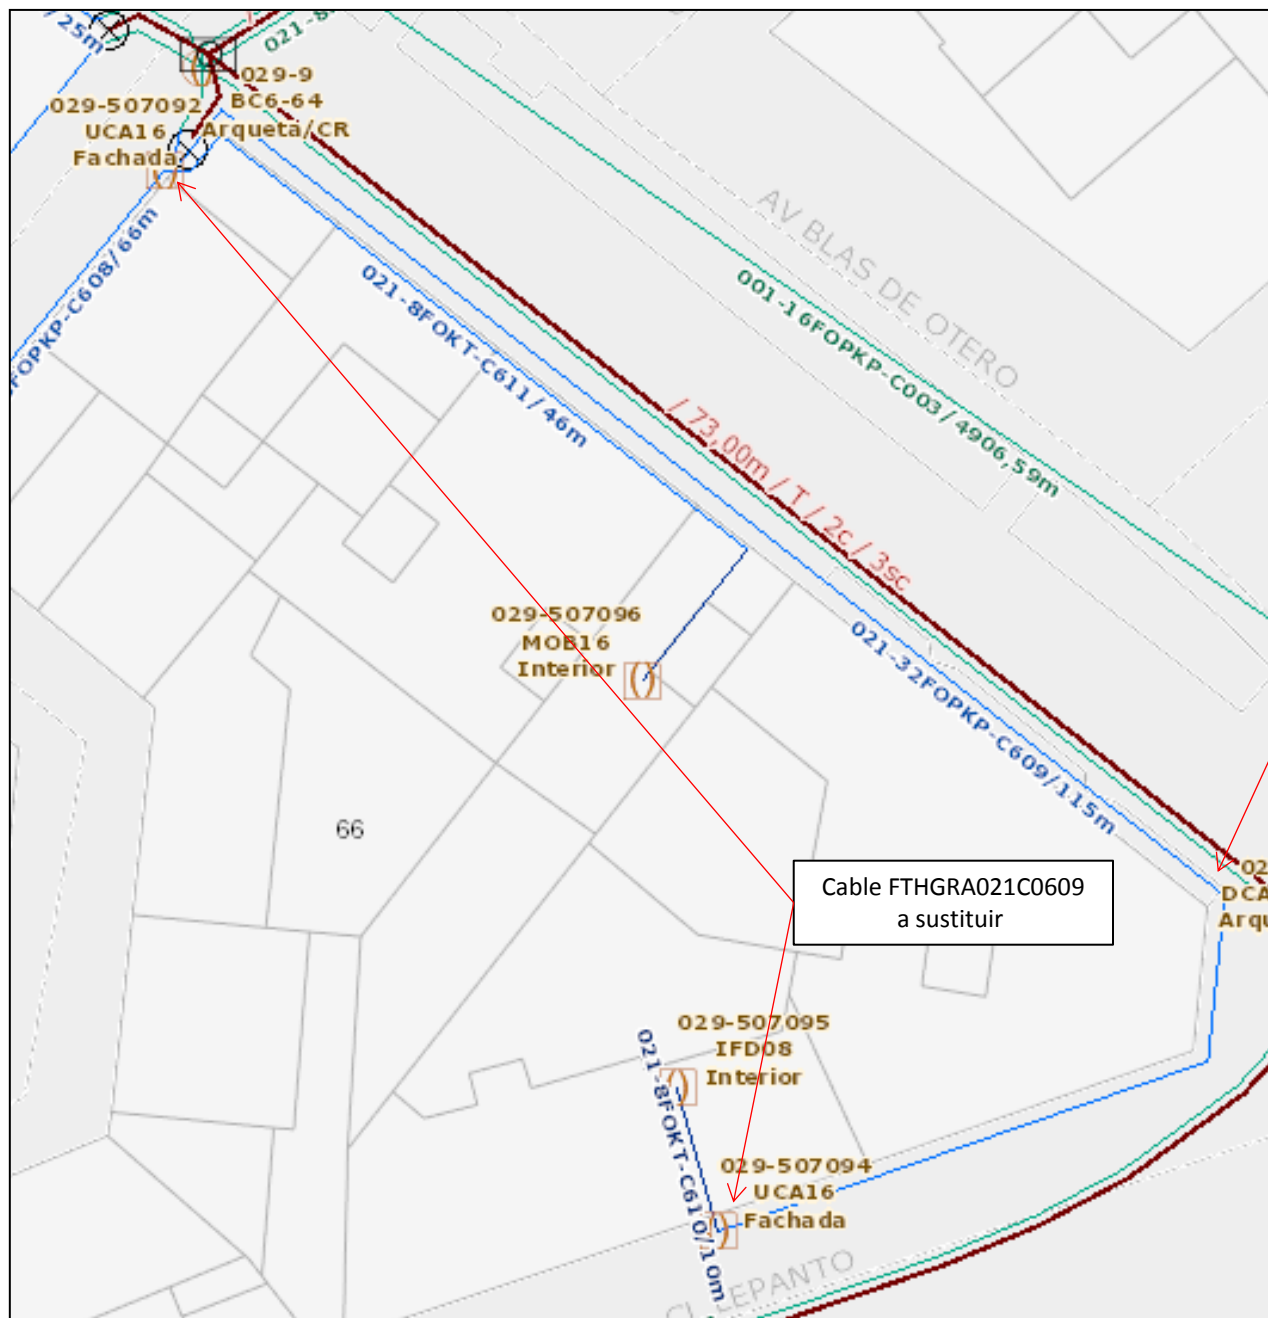 /25m
021-8
029-9
BC6-64
Arqueta/CR
029-507092
UCA16
Fachada
FOPKP-C608/66m
021-8FOKT-C611/46m
AV BLAS DE OTERO
001-16FOPKP-C003/4906,59m
/ 73,00m / T / 2c / 3sc
029-507096
MOB16
Interior
021-32FOPKP-C609/115m
66
Cable FTHGRA021C0609
a sustituir
02
DCA
Arqu
029-507095
IFD08
Interior
021-8FOKT-C610/10m
029-507094
UCA16
Fachada
CL LEPANTO